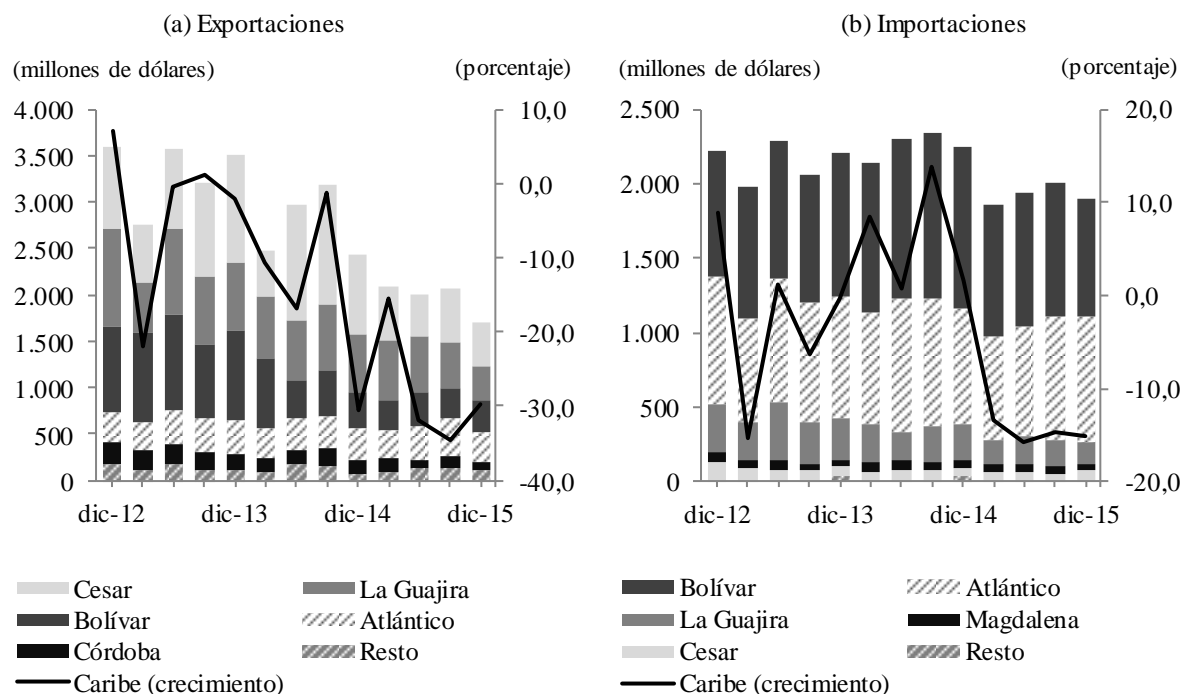 (a) Exportaciones
(millones de dólares) (porcentaje)
4.000
3.500
3.000
2.500
2.000
1.500
1.000
500
0
10,0
0,0
-10,0
-20,0
-30,0
-40,0
dic-12 dic-13 dic-14 dic-15
Cesar La Guajira
Bolívar Atlántico
Córdoba Resto
Caribe (crecimiento)
(b) Importaciones
(millones de dólares) (porcentaje)
2.500
2.000
1.500
1.000
500
0
20,0
10,0
0,0
-10,0
-20,0
dic-12 dic-13 dic-14 dic-15
Bolívar Atlántico
La Guajira Magdalena
Cesar Resto
Caribe (crecimiento)